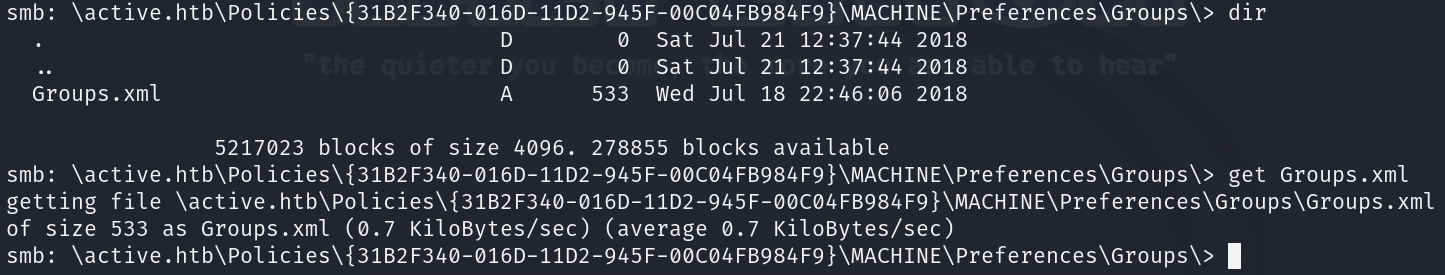 smb: \active.htb\Policies\{31B2F340-016D-11D2-945F-00C04FB984F9}\MACHINE\Preferences\Groups\> dir
. D 0 Sat Jul 21 12:37:44 2018
.. D 0 Sat Jul 21 12:37:44 2018
"the quieter you become, the more you are able to hear"
Groups.xml A 533 Wed Jul 18 22:46:06 2018
5217023 blocks of size 4096. 278855 blocks available
smb: \active.htb\Policies\{31B2F340-016D-11D2-945F-00C04FB984F9}\MACHINE\Preferences\Groups\> get Groups.xml
getting file \active.htb\Policies\{31B2F340-016D-11D2-945F-00C04FB984F9}\MACHINE\Preferences\Groups\Groups.xml
of size 533 as Groups.xml (0.7 KiloBytes/sec) (average 0.7 KiloBytes/sec)
smb: \active.htb\Policies\{31B2F340-016D-11D2-945F-00C04FB984F9}\MACHINE\Preferences\Groups\>